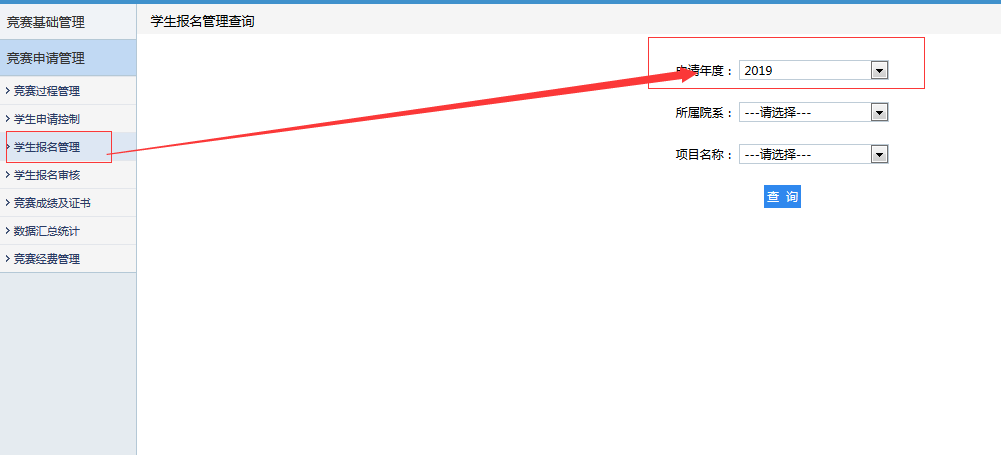 竞赛基础管理
学生报名管理查询
竞赛申请管理
竞赛过程管理
学生申请控制
学生报名管理
学生报名审核
竞赛成绩及证书
数据汇总统计
竞赛经费管理
申请年度： 2019
所属院系： ---请选择---
项目名称： ---请选择---
查 询